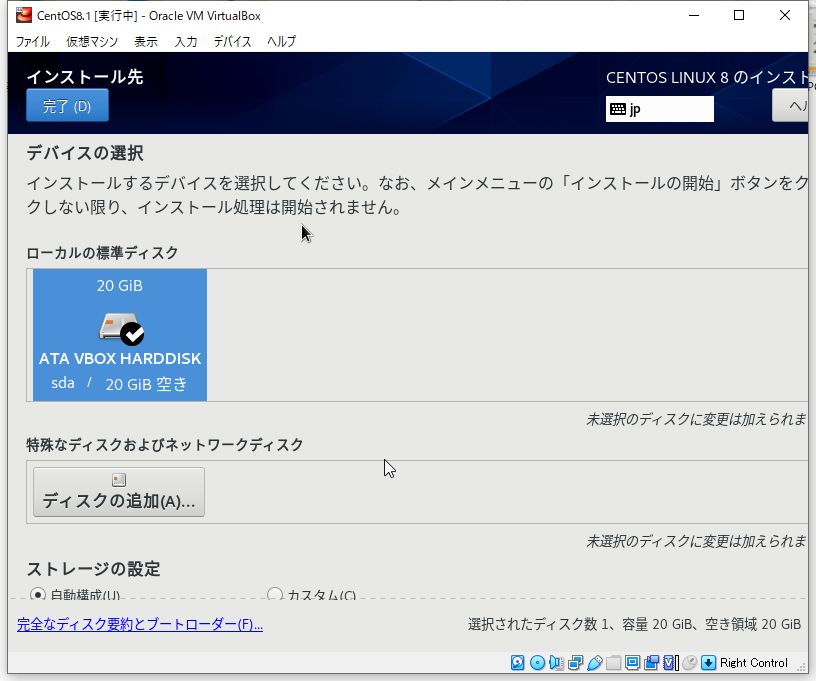 CentOS8.1 [実行中] - Oracle VM VirtualBox
ファイル 仮想マシン 表示 入力 デバイス ヘルプ
インストール先
CENTOS LINUX 8 のインスト
完了 (D)
jp
ヘル
デバイスの選択
インストールするデバイスを選択してください。なお、メインメニューの「インストールの開始」ボタンをク
クしない限り、インストール処理は開始されません。
ローカルの標準ディスク
20 GiB
ATA VBOX HARDDISK
sda / 20 GiB 空き
未選択のディスクに変更は加えられま
特殊なディスクおよびネットワークディスク
ディスクの追加(A)...
未選択のディスクに変更は加えられま
ストレージの設定
自動構成(U) カスタム(C)
完全なディスク要約とブートローダー(F)...
選択されたディスク数 1、容量 20 GiB、空き領域 20 GiB
Right Control